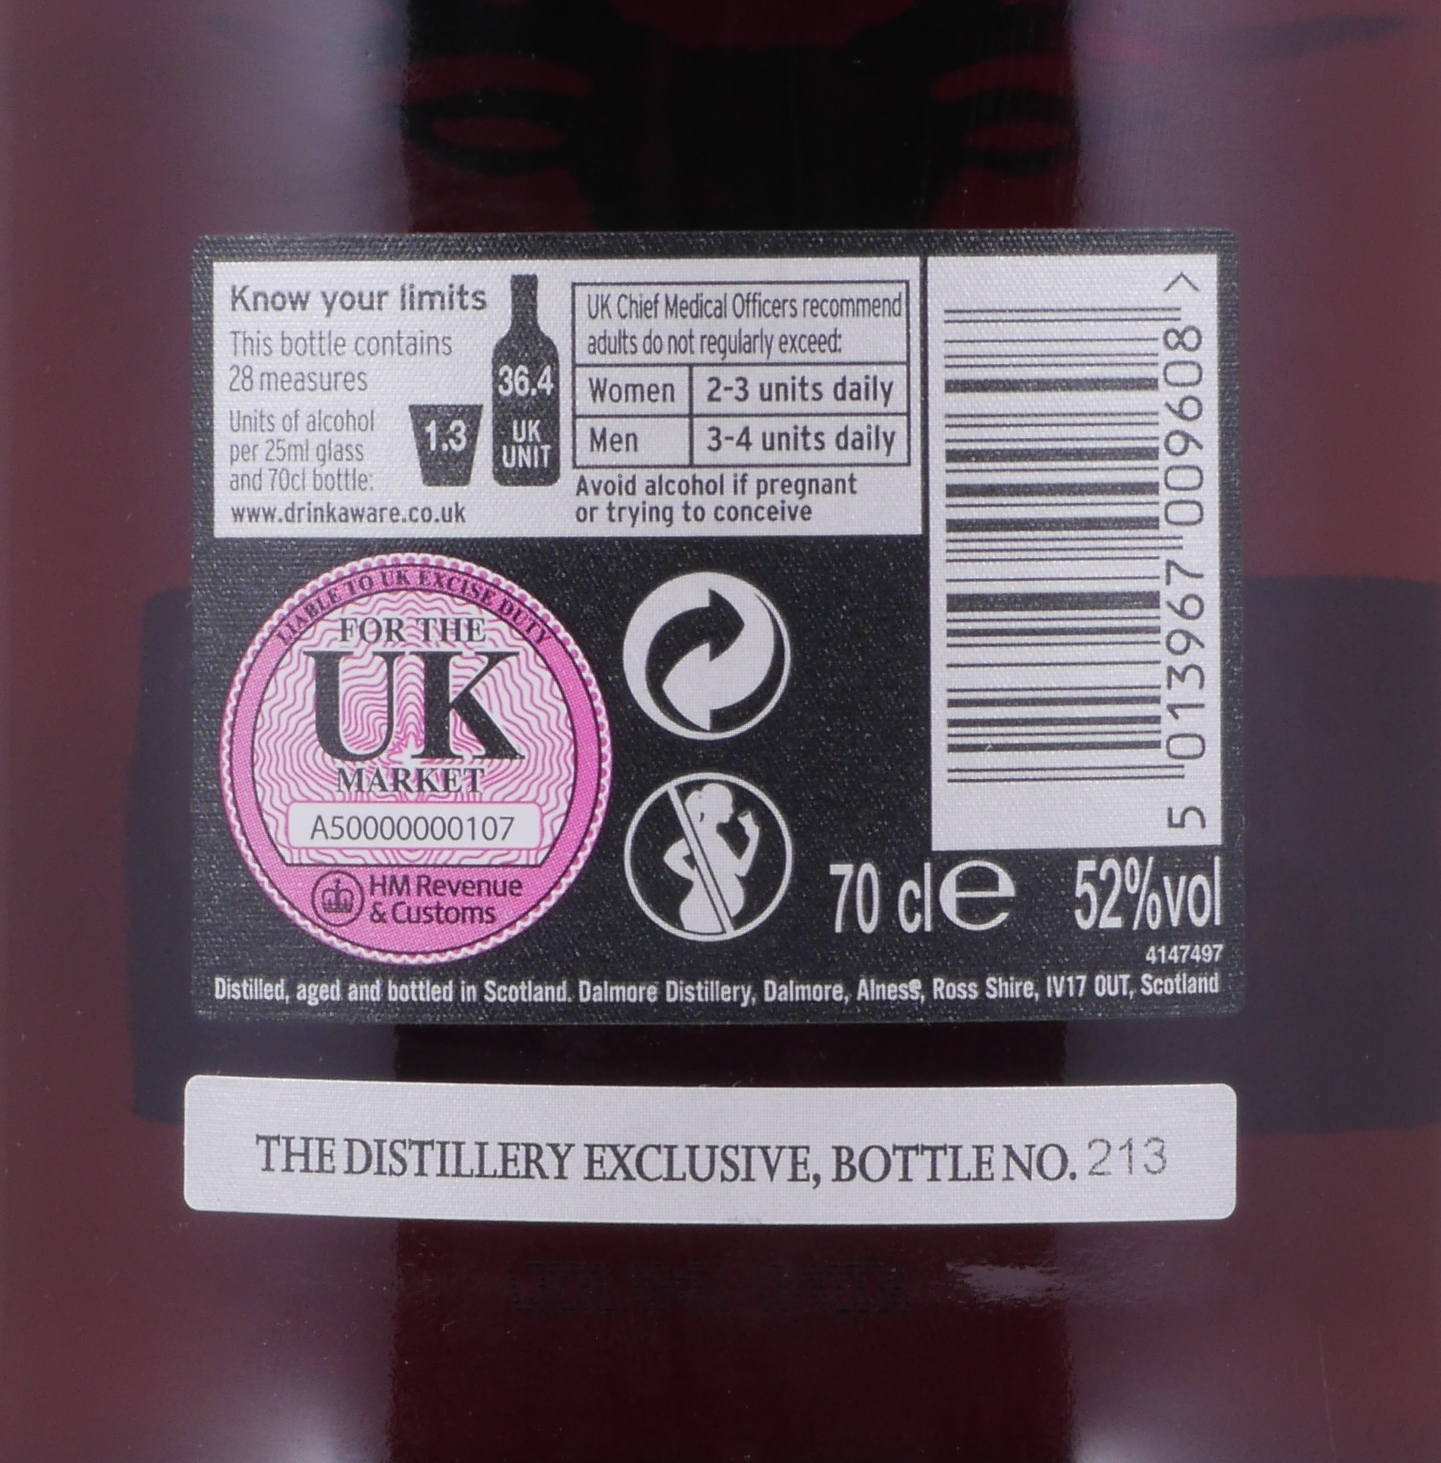 Know your limits
This bottle contains
28 measures
Units of alcohol
per 25ml glass
and 70cl bottle:
www.drinkaware.co.uk
1.3
36.4
UK
UNIT
UK Chief Medical Officers recommend
adults do not regularly exceed:
Women 2-3 units daily
Men 3-4 units daily
Avoid alcohol if pregnant
or trying to conceive
5 013967 009608 >
LIABLE TO UK EXCISE DUTY
FOR THE
UK
MARKET
A50000000107
HM Revenue
& Customs
70 cl e 52%vol
4147497
Distilled, aged and bottled in Scotland. Dalmore Distillery, Dalmore, Alness, Ross Shire, IV17 0UT, Scotland
THE DISTILLERY EXCLUSIVE, BOTTLE NO. 213